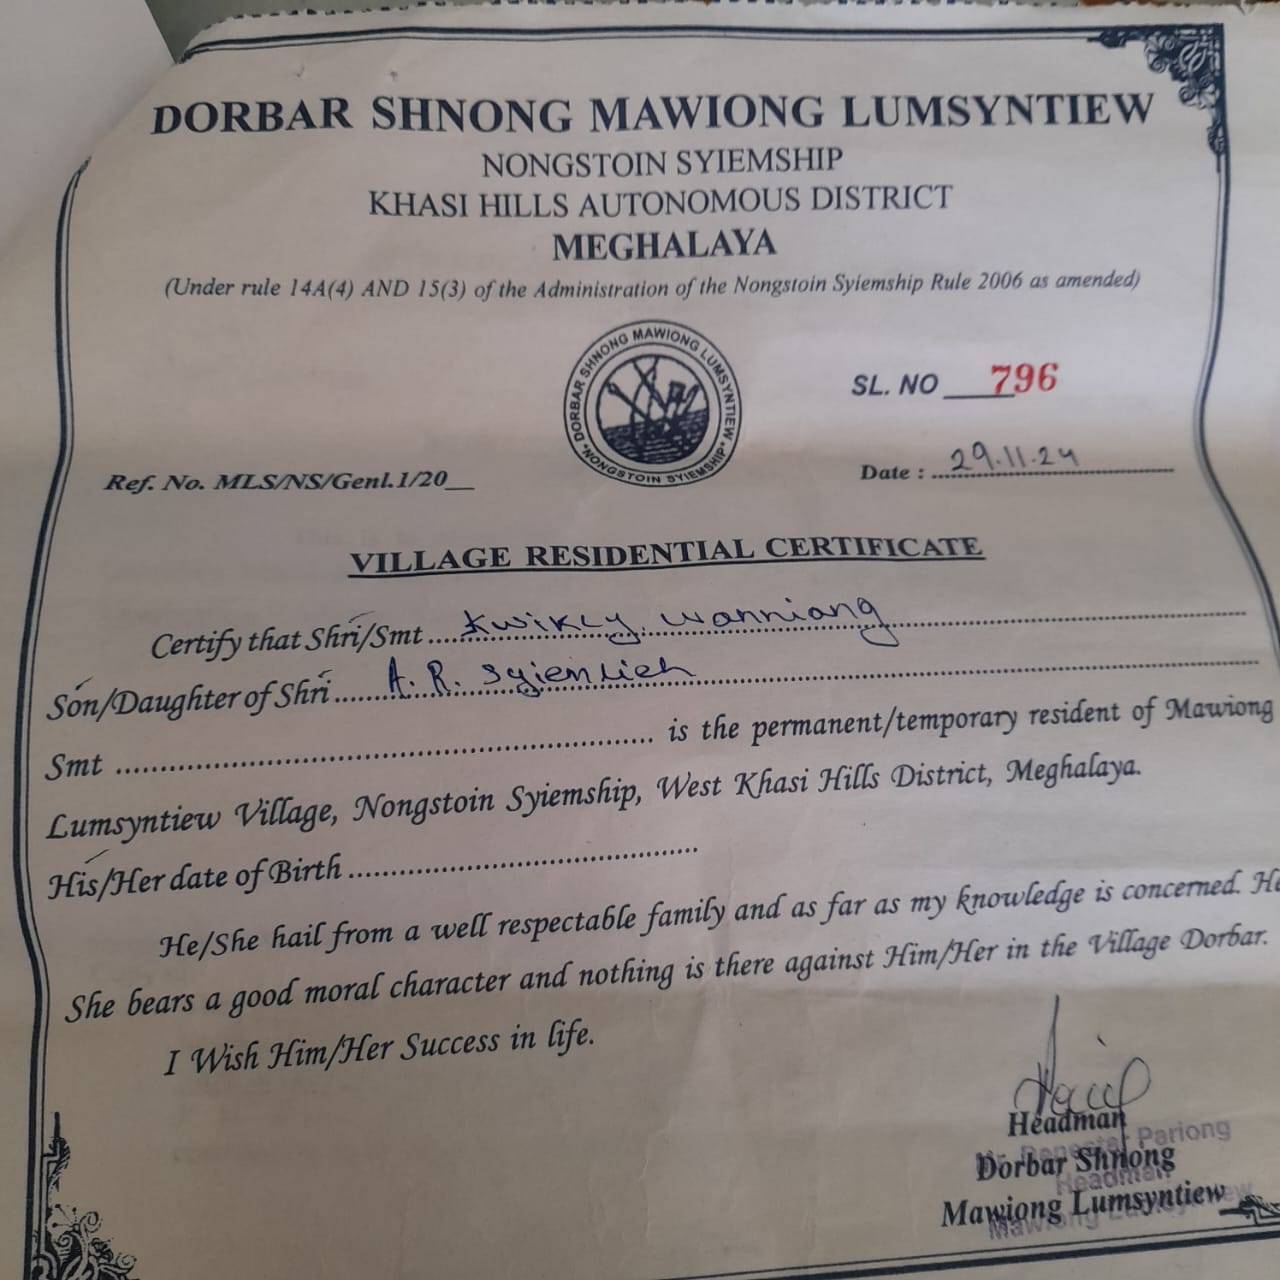 DORBAR SHNONG MAWIONG LUMSYNTIEW
NONGSTOIN SYIEMSHIP
KHASI HILLS AUTONOMOUS DISTRICT
MEGHALAYA
(Under rule 14A(4) AND 15(3) of the Administration of the Nongstoin Syiemship Rule 2006 as amended)
DORBAR SHNONG MAWIONG LUMSYNTIEW
NONGSTOIN SYIEMSHIP
SL. NO 796
Ref. No. MLS/NS/Genl.1/20__
Date : 29.11.24
VILLAGE RESIDENTIAL CERTIFICATE
Certify that Shri/Smt .... Kwikly Wanniang
Son/Daughter of Shri ..... A. R. Syiemlieh
Smt .......... is the permanent/temporary resident of Mawiong
Lumsyntiew Village, Nongstoin Syiemship, West Khasi Hills District, Meghalaya.
His/Her date of Birth ..........
He/She hail from a well respectable family and as far as my knowledge is concerned. He
She bears a good moral character and nothing is there against Him/Her in the Village Dorbar.
I Wish Him/Her Success in life.
Headman
Pariong
Dorbar Shnong
Headman
Mawiong Lumsyntiew